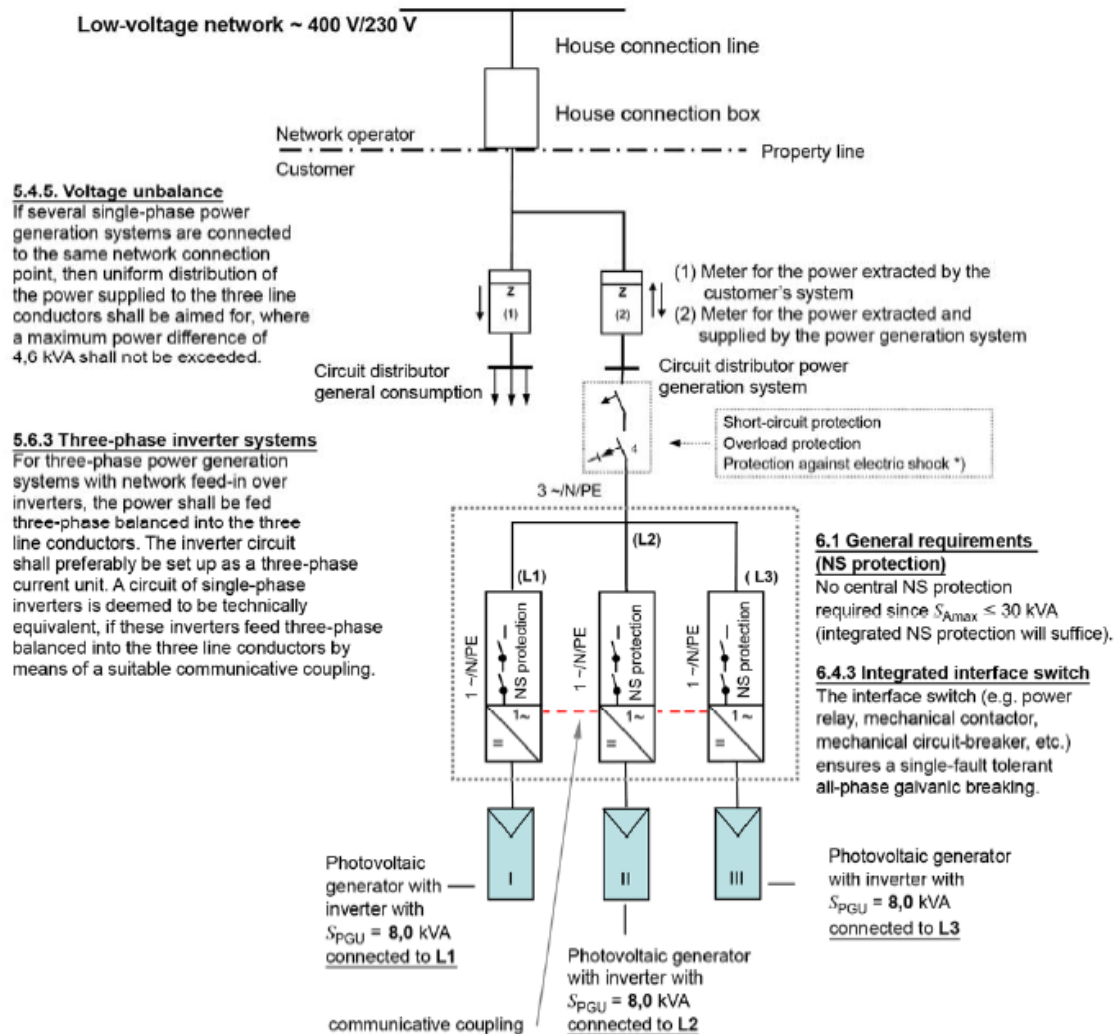 Low-voltage network ~ 400 V/230 V
House connection line
House connection box
Network operator
Property line
Customer
5.4.5. Voltage unbalance
If several single-phase power
generation systems are connected
to the same network connection
point, then uniform distribution of
the power supplied to the three line
conductors shall be aimed for, where
a maximum power difference of
4,6 kVA shall not be exceeded.
Z
(1)
Z
(2)
(1) Meter for the power extracted by the
customer's system
(2) Meter for the power extracted and
supplied by the power generation system
Circuit distributor
general consumption
Circuit distributor power
generation system
4
Short-circuit protection
Overload protection
Protection against electric shock *)
5.6.3 Three-phase inverter systems
For three-phase power generation
systems with network feed-in over
inverters, the power shall be fed
three-phase balanced into the three
line conductors. The inverter circuit
shall preferably be set up as a three-phase
current unit. A circuit of single-phase
inverters is deemed to be technically
equivalent, if these inverters feed three-phase
balanced into the three line conductors by
means of a suitable communicative coupling.
3 ~/N/PE
(L1)
(L2)
( L3)
1 ~/N/PE
NS protection
1~
=
1 ~/N/PE
NS protection
1~
=
1 ~/N/PE
NS protection
1~
=
6.1 General requirements
(NS protection)
No central NS protection
required since SAmax ≤ 30 kVA
(integrated NS protection will suffice).
6.4.3 Integrated interface switch
The interface switch (e.g. power
relay, mechanical contactor,
mechanical circuit-breaker, etc.)
ensures a single-fault tolerant
all-phase galvanic breaking.
I
II
III
Photovoltaic
generator with
inverter with
SPGU = 8,0 kVA
connected to L1
Photovoltaic generator
with inverter with
SPGU = 8,0 kVA
connected to L2
Photovoltaic generator
with inverter with
SPGU = 8,0 kVA
connected to L3
communicative coupling